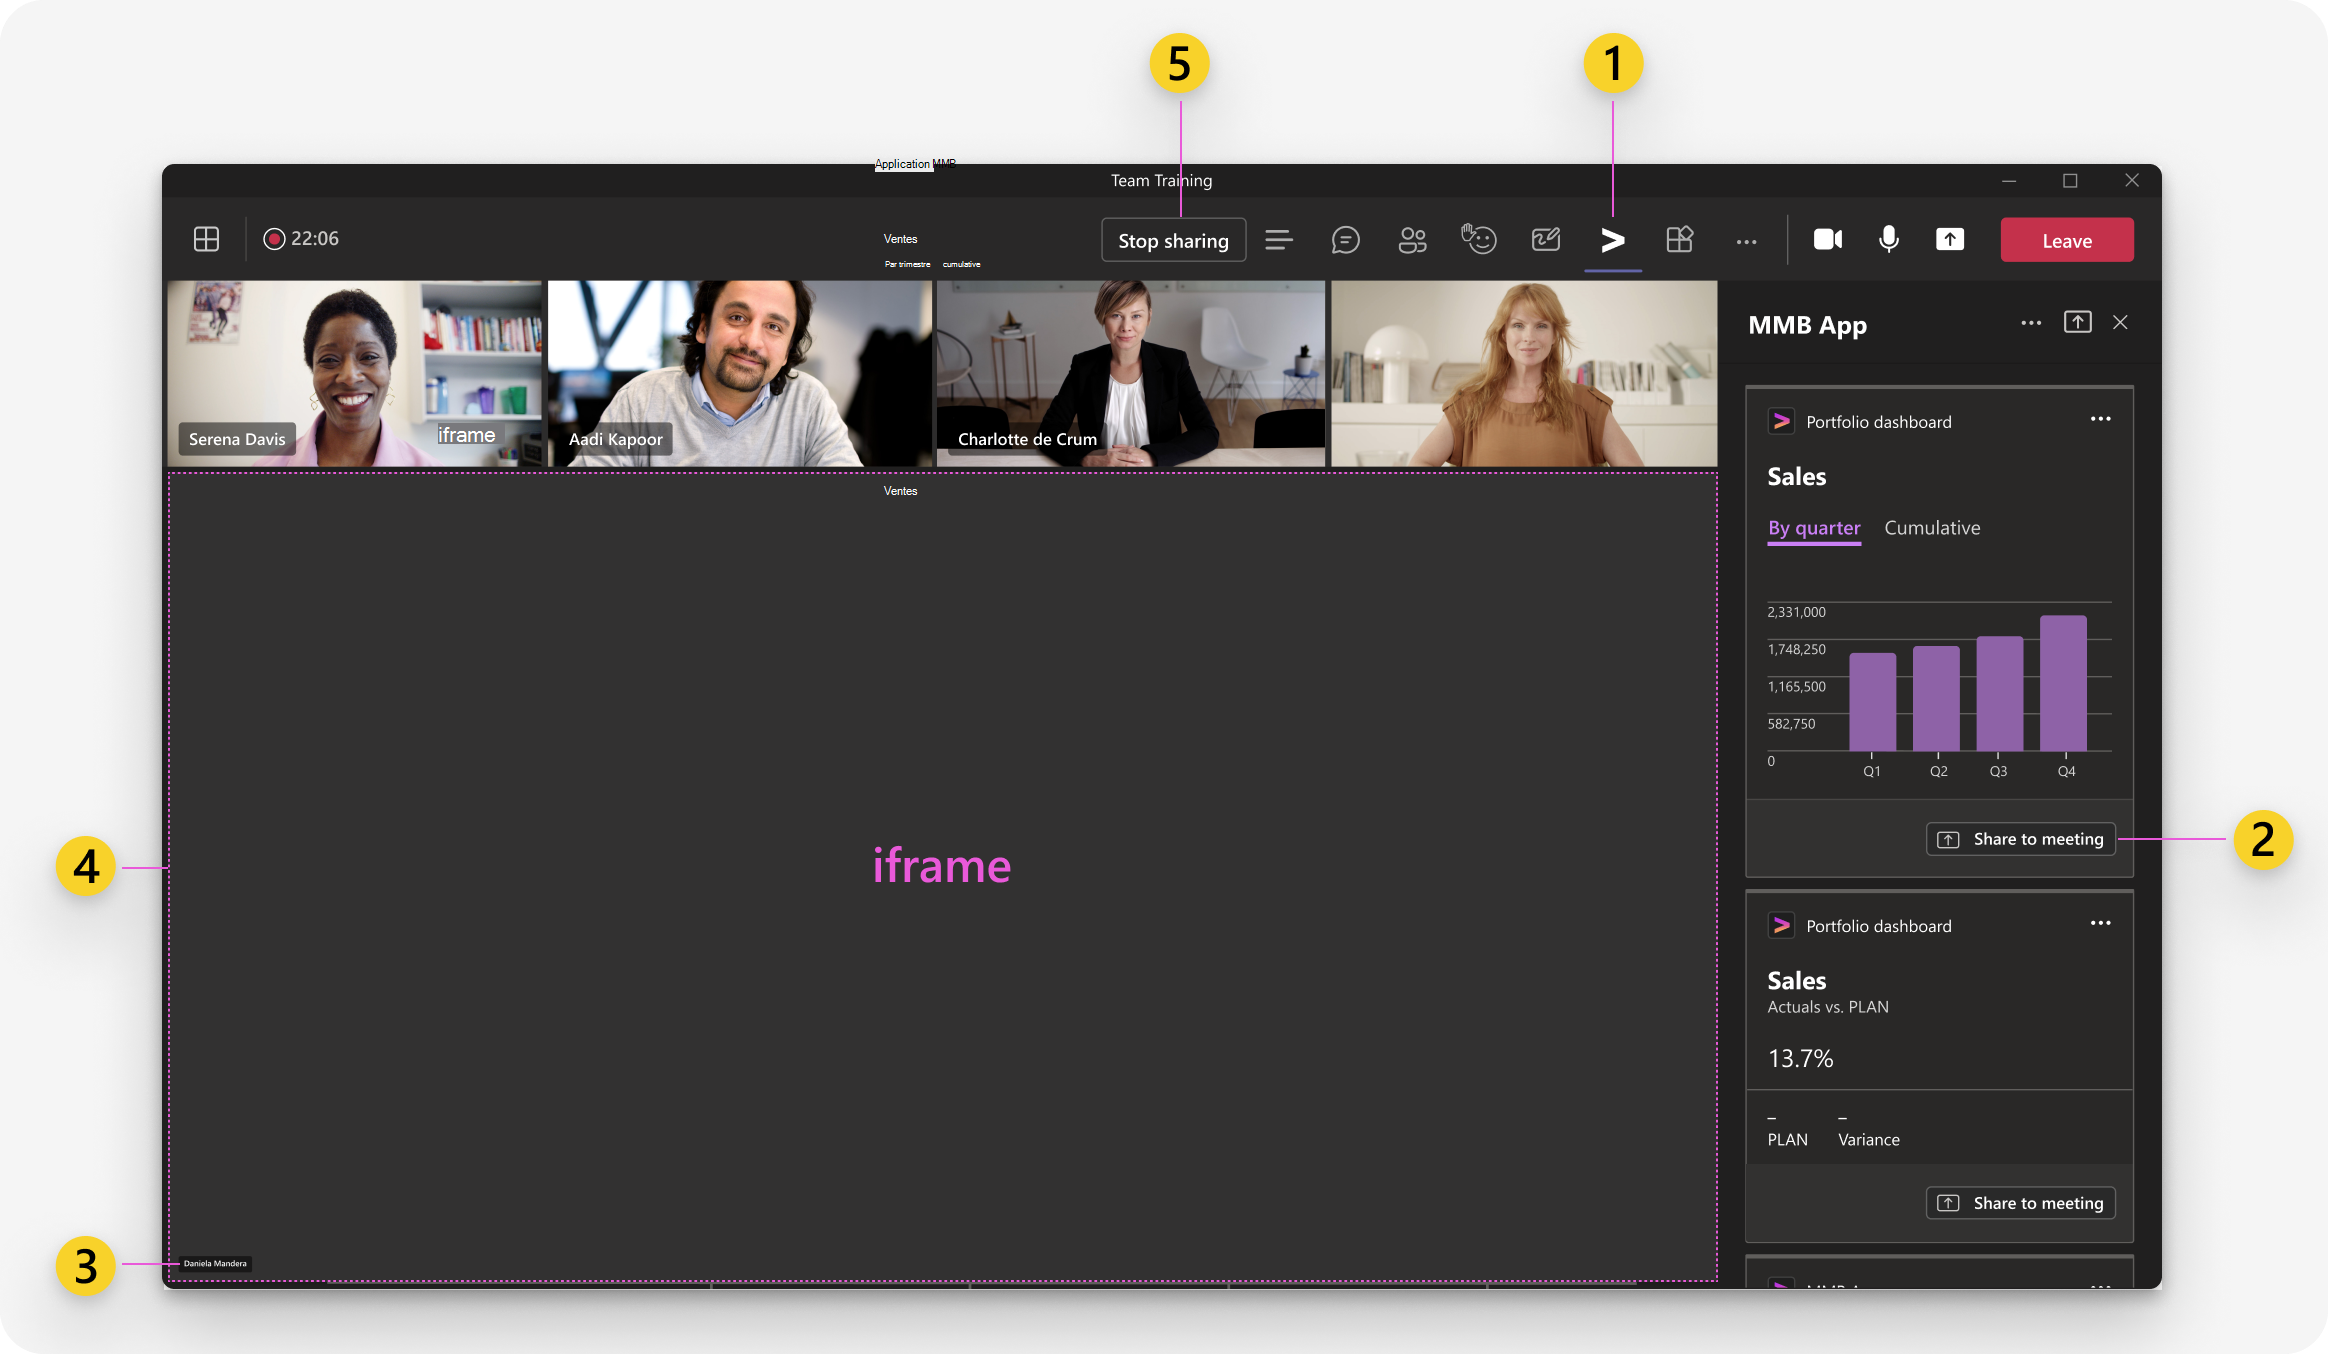 5
1
Application MMB
Team Training
22:06
Ventes
Par trimestre cumulative
Stop sharing
Leave
Serena Davis
iframe
Aadi Kapoor
Charlotte de Crum
MMB App
Portfolio dashboard
Sales
By quarter Cumulative
2,331,000
1,748,250
1,165,500
582,750
0
Q1 Q2 Q3 Q4
Share to meeting
2
Ventes
iframe
4
Portfolio dashboard
Sales
Actuals vs. PLAN
13.7%
– –
PLAN Variance
Share to meeting
Daniela Mandera
3